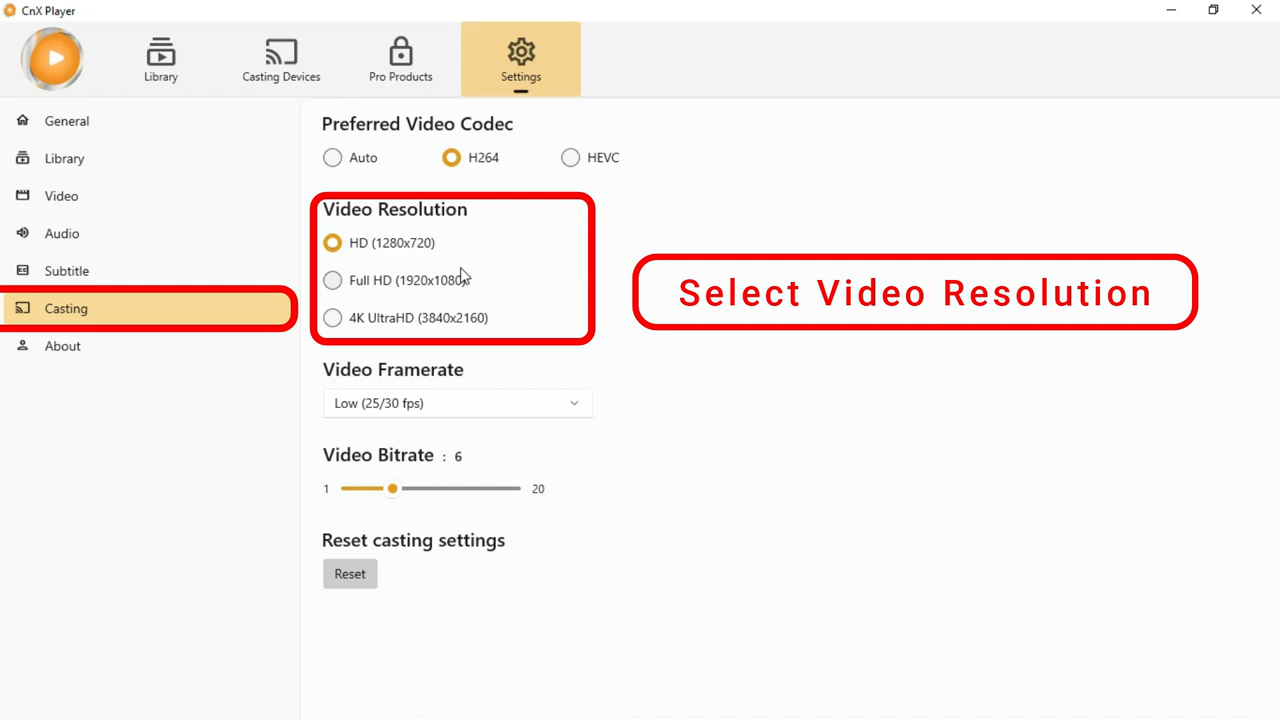 CnX Player
Library
Casting Devices
Pro Products
Settings
General
Library
Video
Audio
Subtitle
Casting
About
Preferred Video Codec
Auto
H264
HEVC
Video Resolution
HD (1280x720)
Full HD (1920x1080)
4K UltraHD (3840x2160)
Select Video Resolution
Video Framerate
Low (25/30 fps)
Video Bitrate : 6
1
20
Reset casting settings
Reset